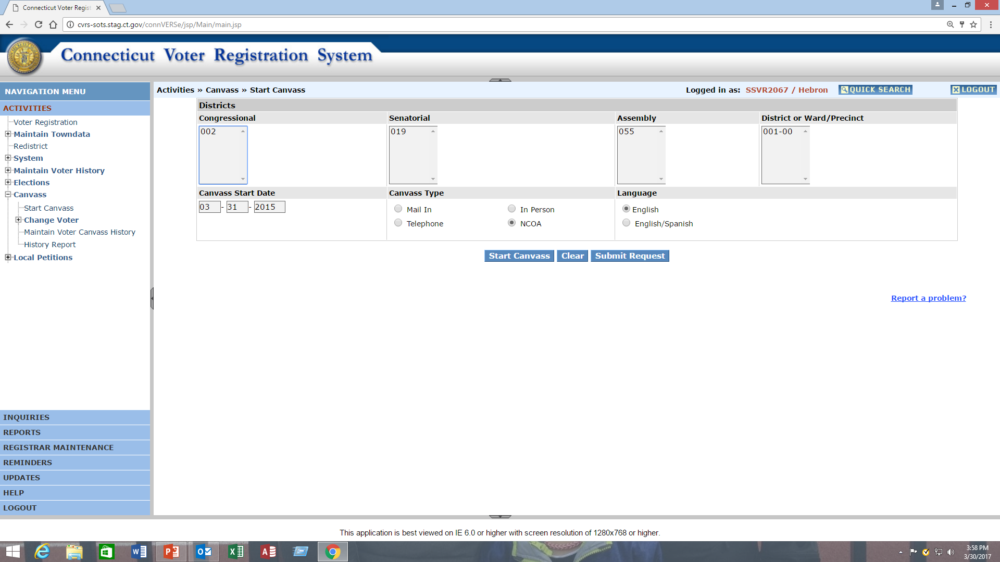 Connecticut Voter Regist
cvrs-sots.stag.ct.gov/connVERSe/jsp/Main/main.jsp
Connecticut Voter Registration System
NAVIGATION MENU
ACTIVITIES
Voter Registration
Maintain Towndata
Redistrict
System
Maintain Voter History
Elections
Canvass
Start Canvass
Change Voter
Maintain Voter Canvass History
History Report
Local Petitions
INQUIRIES
REPORTS
REGISTRAR MAINTENANCE
REMINDERS
UPDATES
HELP
LOGOUT
Activities » Canvass » Start Canvass
Logged in as: SSVR2067 / Hebron
QUICK SEARCH
LOGOUT
Districts
Congressional Senatorial Assembly District or Ward/Precinct
002 019 055 001-00
Canvass Start Date Canvass Type Language
03 - 31 - 2015
Mail In In Person
Telephone NCOA
English
English/Spanish
Start Canvass Clear Submit Request
Report a problem?
This application is best viewed on IE 6.0 or higher with screen resolution of 1280x768 or higher.
3:58 PM
3/30/2017